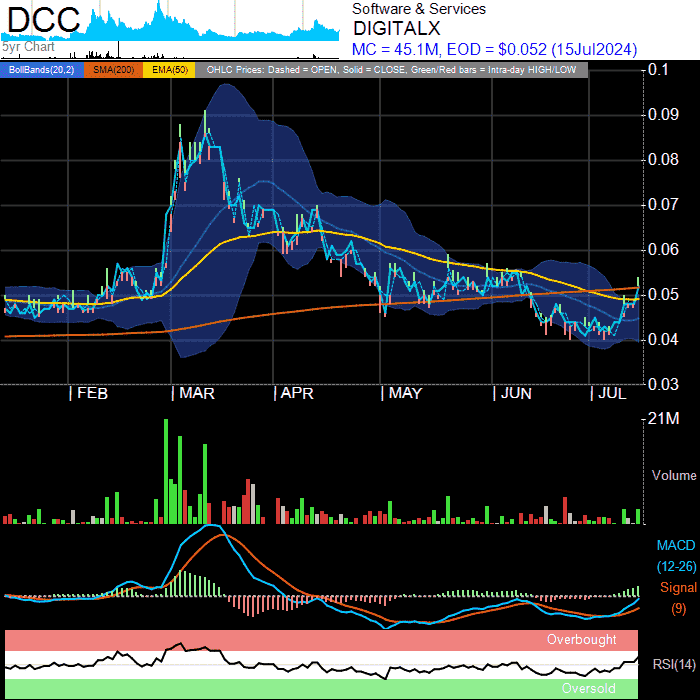 DCC
Software & Services
DIGITALX
5yr Chart
MC = 45.1M, EOD = $0.052 (15Jul2024)
BollBands(20,2) SMA(200) EMA(50) OHLC Prices: Dashed = OPEN, Solid = CLOSE, Green/Red bars = Intra-day HIGH/LOW
0.1
0.09
0.08
0.07
0.06
0.05
0.04
0.03
| FEB | MAR | APR | MAY | JUN | JUL
21M
Volume
MACD
(12-26)
Signal
(9)
Overbought
RSI(14)
Oversold